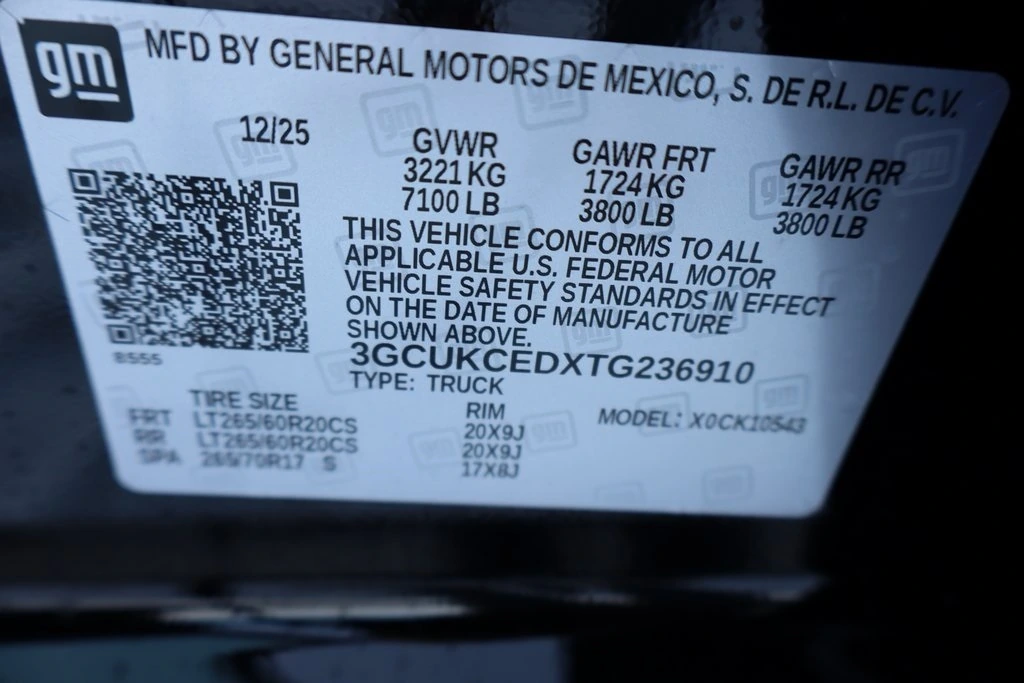 gm
MFD BY GENERAL MOTORS DE MEXICO, S. DE R.L. DE C.V.
12/25
GVWR
3221 KG
7100 LB
GAWR FRT
1724 KG
3800 LB
GAWR RR
1724 KG
3800 LB
THIS VEHICLE CONFORMS TO ALL
APPLICABLE U.S. FEDERAL MOTOR
VEHICLE SAFETY STANDARDS IN EFFECT
ON THE DATE OF MANUFACTURE
SHOWN ABOVE.
3GCUKCEDXTG236910
TYPE: TRUCK
8555
TIRE SIZE RIM MODEL: X0CK10543
FRT LT265/60R20CS 20X9J
RR LT265/60R20CS 20X9J
SPA 265/70R17 S 17X8J